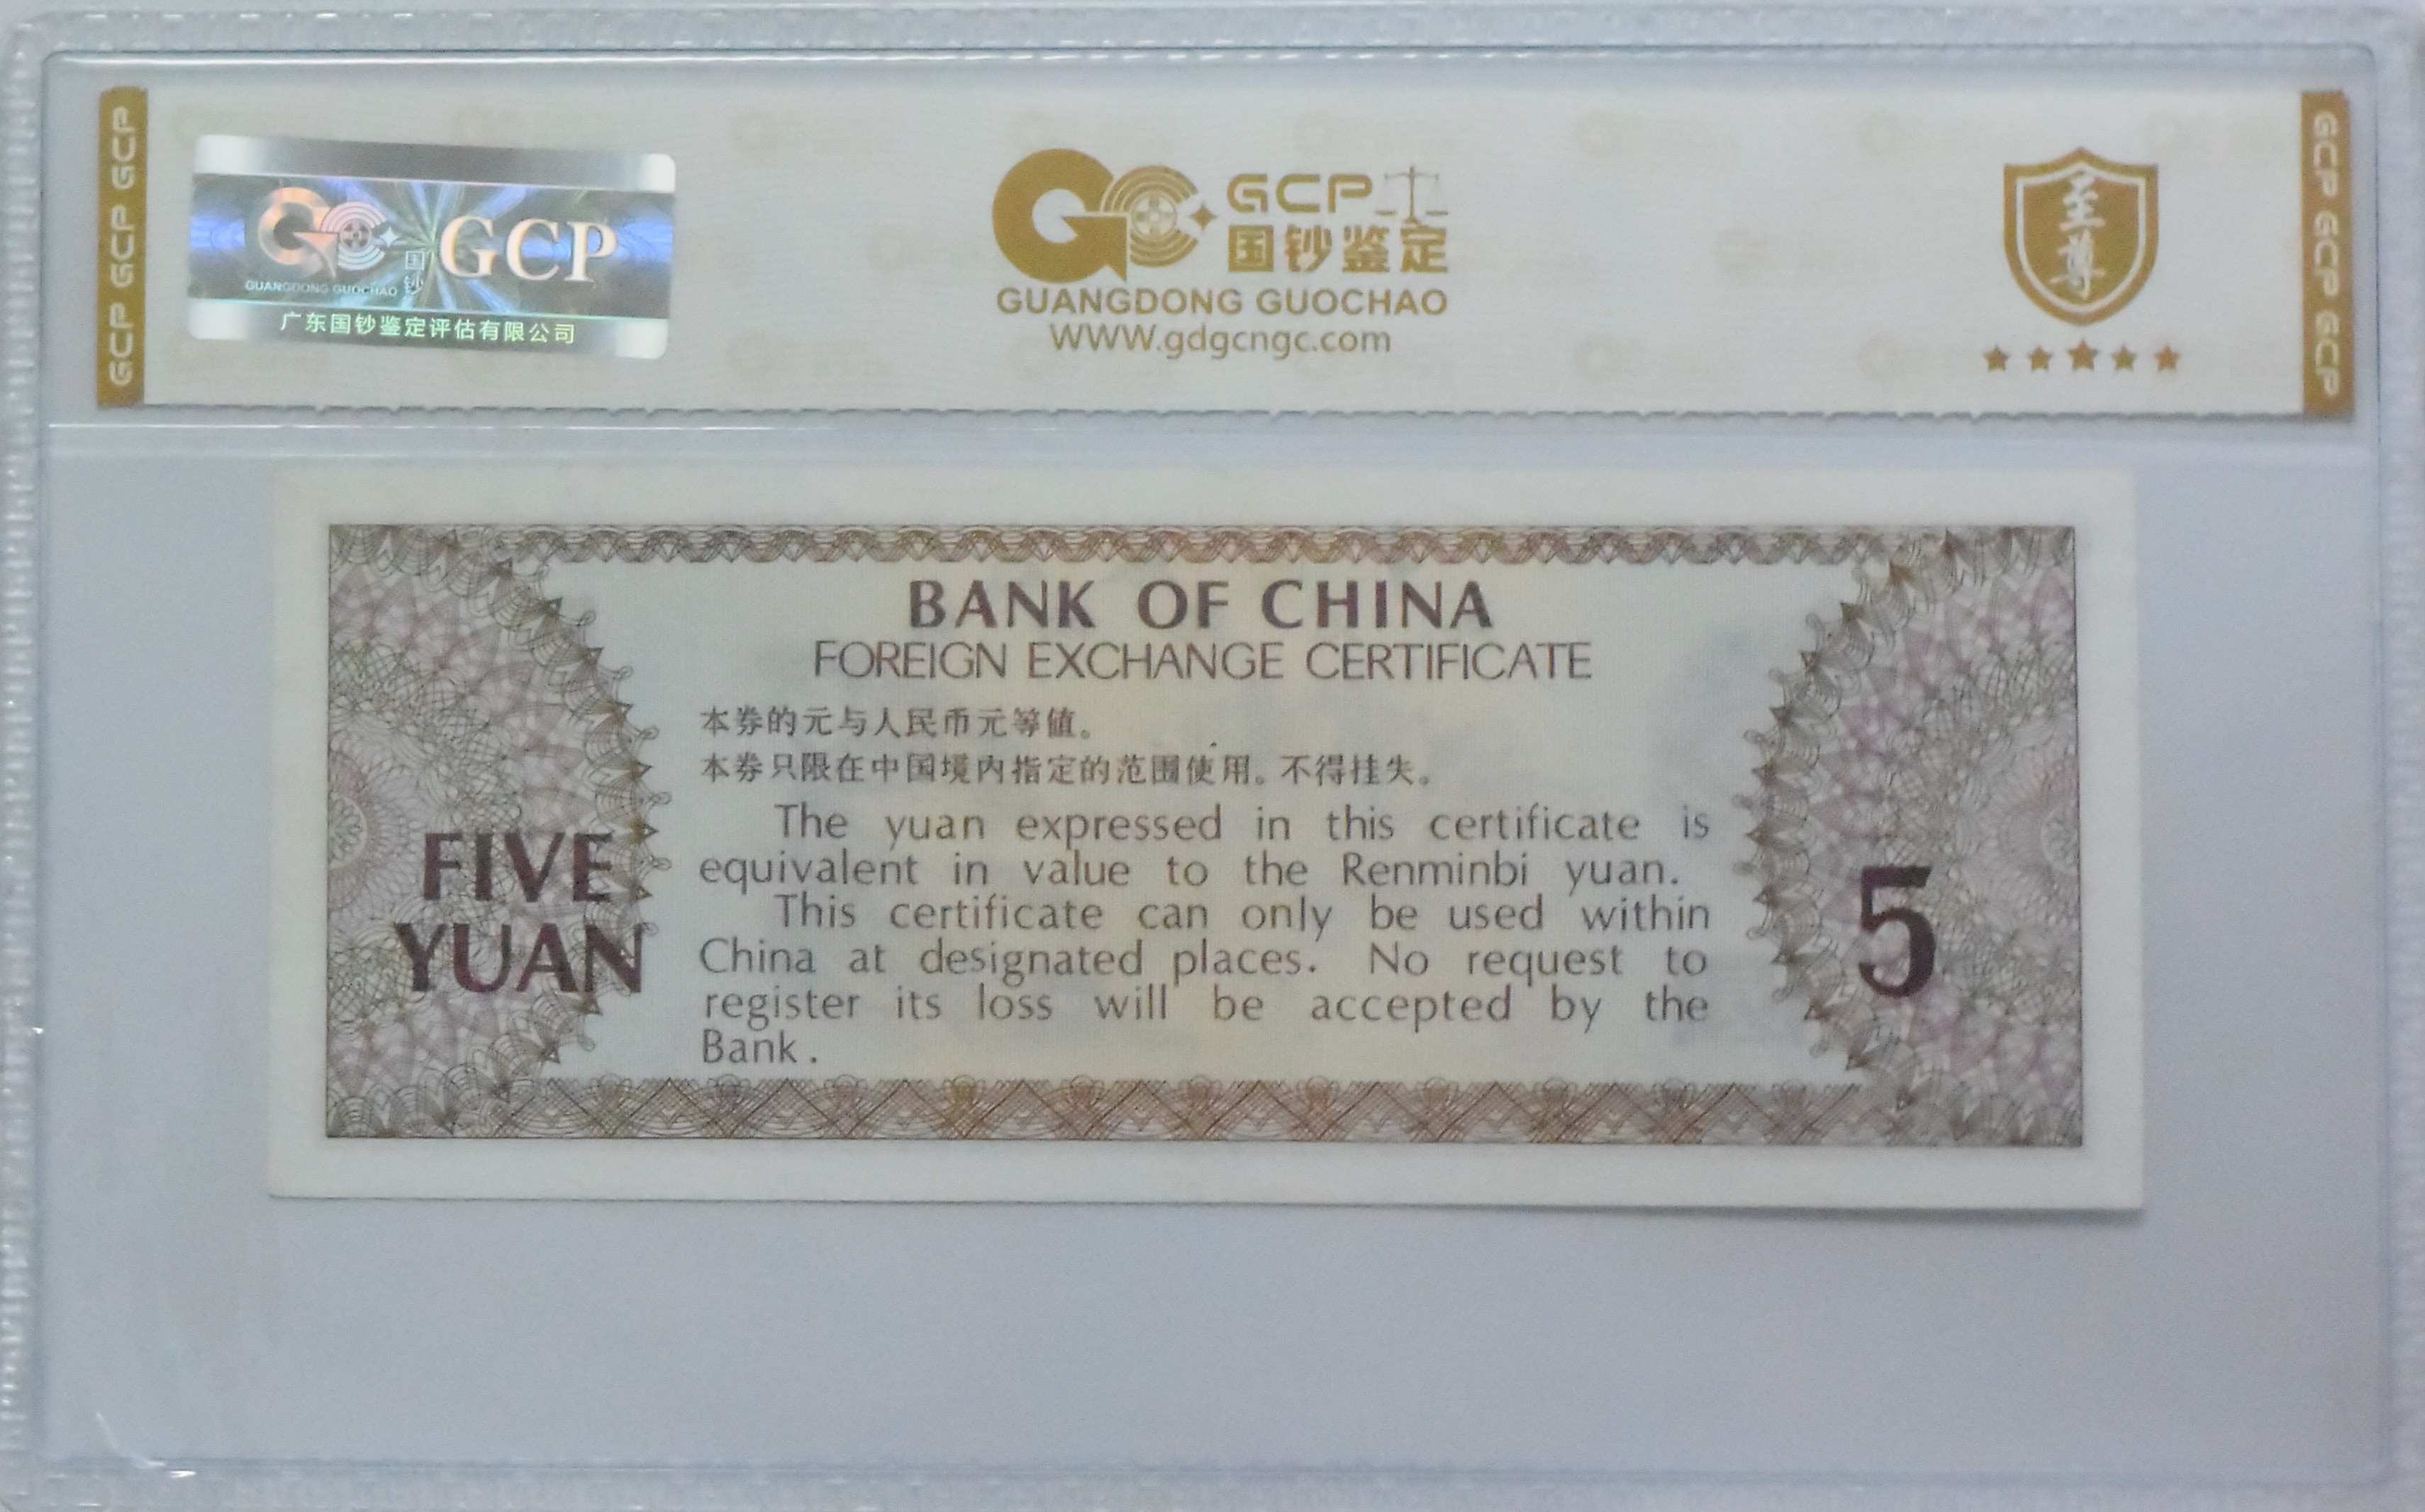 GCP GCP GCP
GUANGDONG GUOCHAO
国钞
GCP
广东国钞鉴定评估有限公司
GCP
国钞鉴定
GUANGDONG GUOCHAO
WWW.gdgcngc.com
至尊
GCP GCP GCP
BANK OF CHINA
FOREIGN EXCHANGE CERTIFICATE
本券的元与人民币元等值。
本券只限在中国境内指定的范围使用。不得挂失。
The yuan expressed in this certificate is
equivalent in value to the Renminbi yuan.
This certificate can only be used within
China at designated places. No request to
register its loss will be accepted by the
Bank.
FIVE
YUAN
5